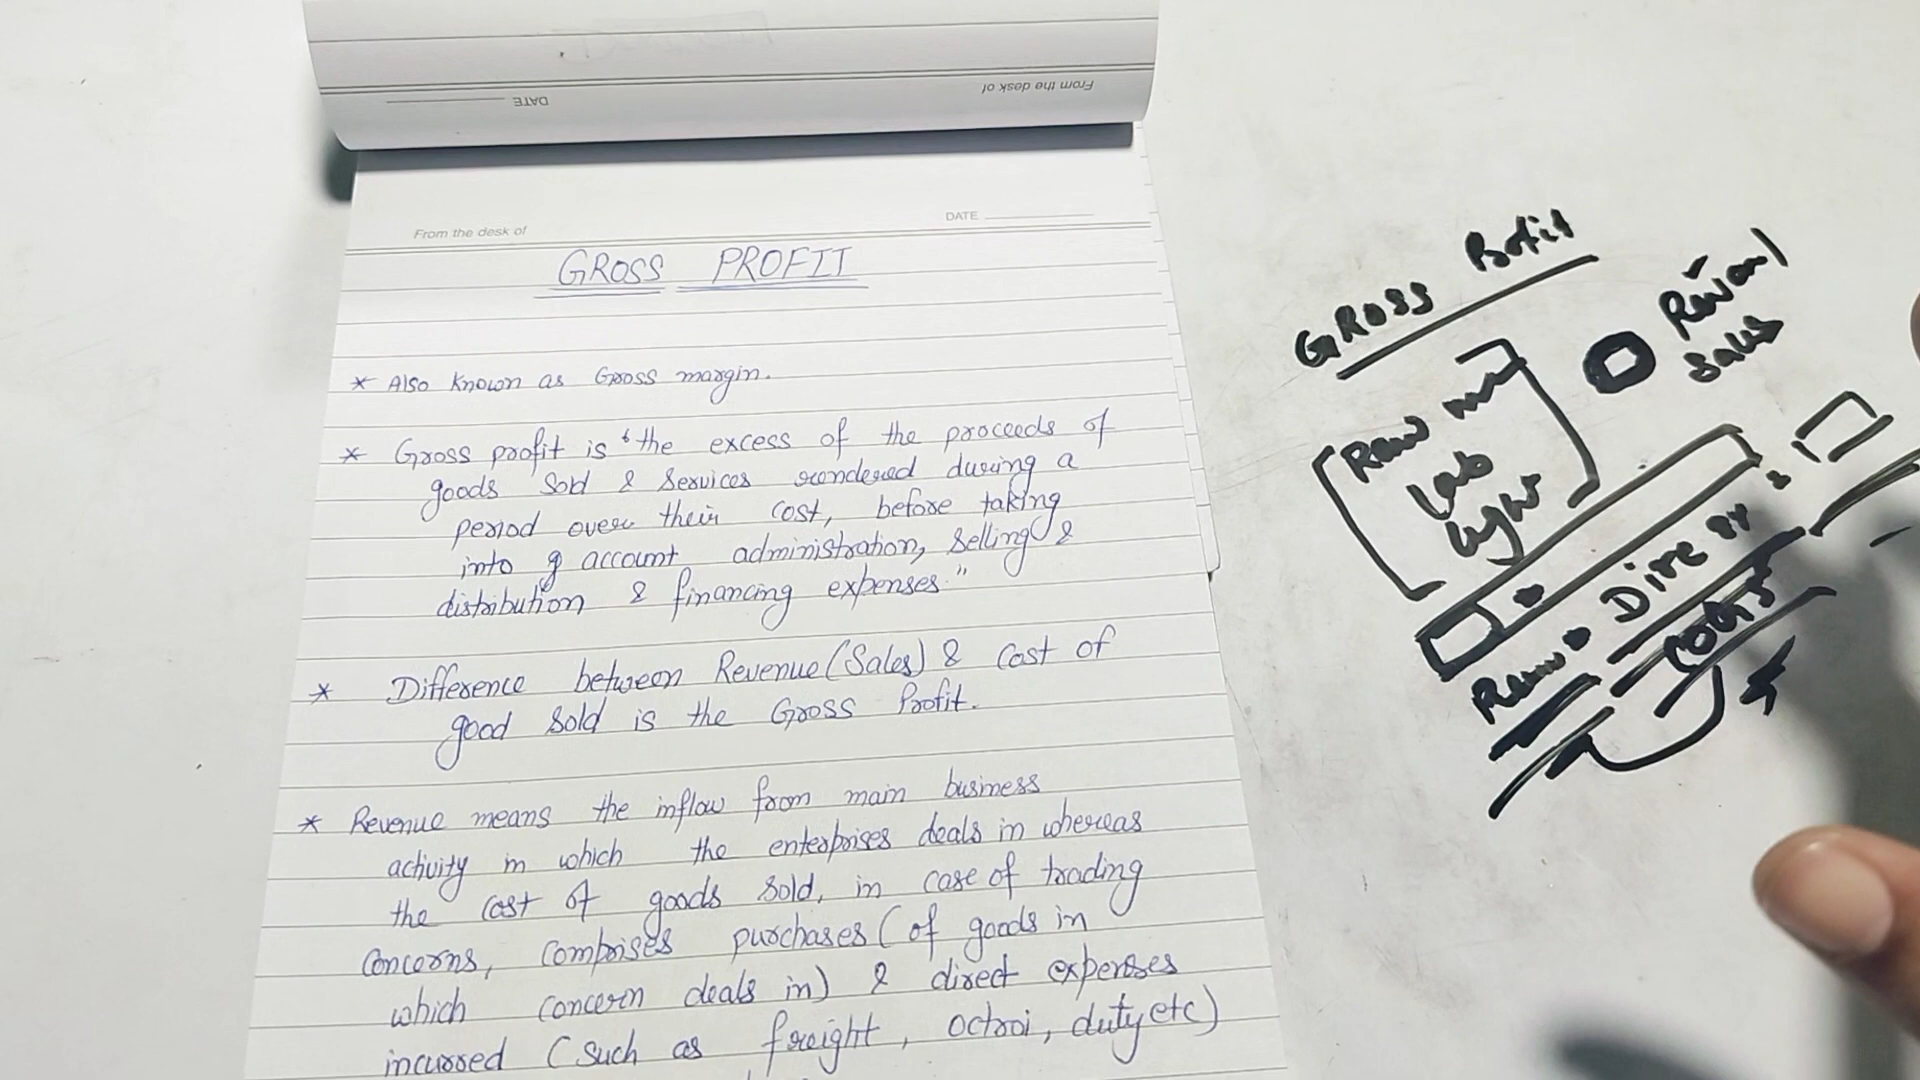 From the desk of
DATE
From the desk of
DATE
GROSS PROFIT
* Also Known as Gross margin.
* Gross profit is "the excess of the proceeds of
goods Sold & Services rendered during a
period over their cost, before taking
into account administration, Selling &
distribution & financing expenses."
* Difference between Revenue (Sales) & Cost of
good Sold is the Gross Profit.
* Revenue means the inflow from main business
activity in which the enterprises deals in whereas
the Cost of goods Sold, in case of trading
Concerns, Comprises purchases (of goods in
which Concern deals in) & direct expenses
incurred (Such as freight, Octroi, duty etc)
GROSS Profit
Sales
Raw
Lab
COGS